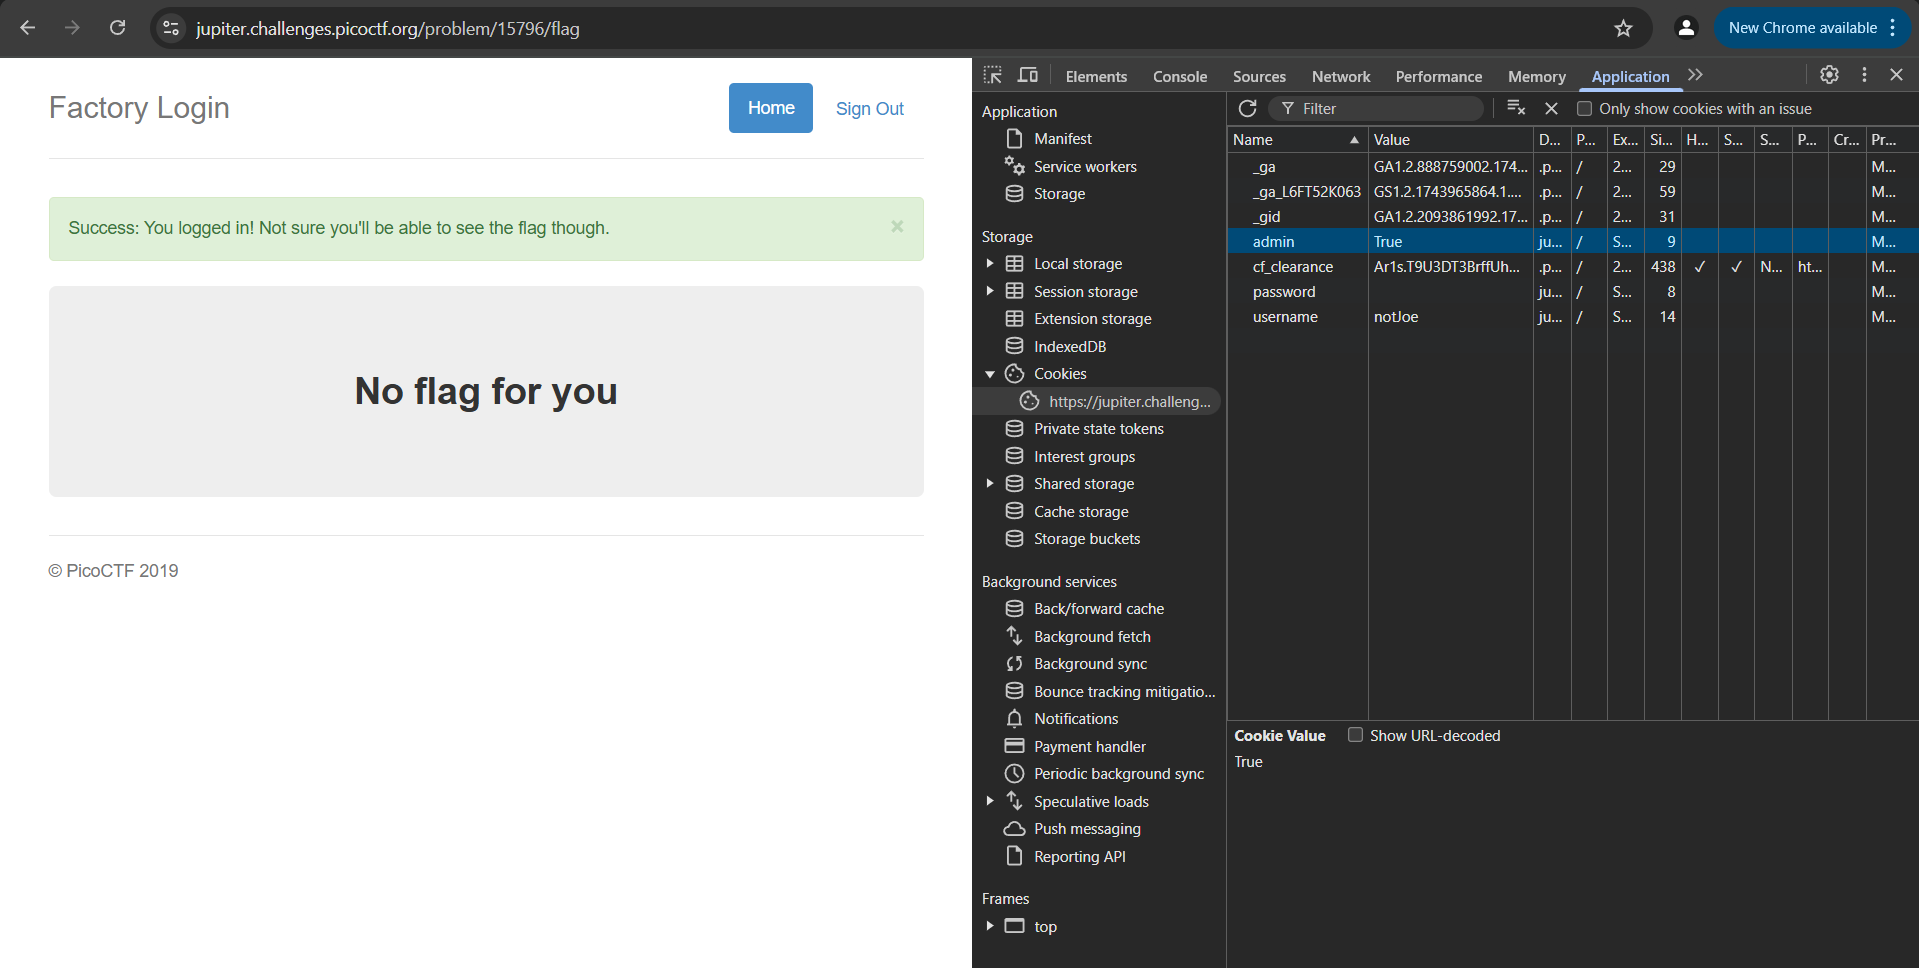 jupiter.challenges.picoctf.org/problem/15796/flag
New Chrome available
Factory Login
Home
Sign Out
Success: You logged in! Not sure you'll be able to see the flag though.
×
No flag for you
© PicoCTF 2019
Elements Console Sources Network Performance Memory Application
Application
Manifest
Service workers
Storage
Storage
Local storage
Session storage
Extension storage
IndexedDB
Cookies
https://jupiter.challeng...
Private state tokens
Interest groups
Shared storage
Cache storage
Storage buckets
Background services
Back/forward cache
Background fetch
Background sync
Bounce tracking mitigatio...
Notifications
Payment handler
Periodic background sync
Speculative loads
Push messaging
Reporting API
Frames
top
Filter
Only show cookies with an issue
Name Value D... P... Ex... Si... H... S... S... P... Cr... Pr...
_ga GA1.2.888759002.174... .p... / 2... 29 M...
_ga_L6FT52K063 GS1.2.1743965864.1.... .p... / 2... 59 M...
_gid GA1.2.2093861992.17... .p... / 2... 31 M...
admin True ju... / S... 9 M...
cf_clearance Ar1s.T9U3DT3BrffUh... .p... / 2... 438 ✓ ✓ N... ht... M...
password ju... / S... 8 M...
username notJoe ju... / S... 14 M...
Cookie Value Show URL-decoded
True